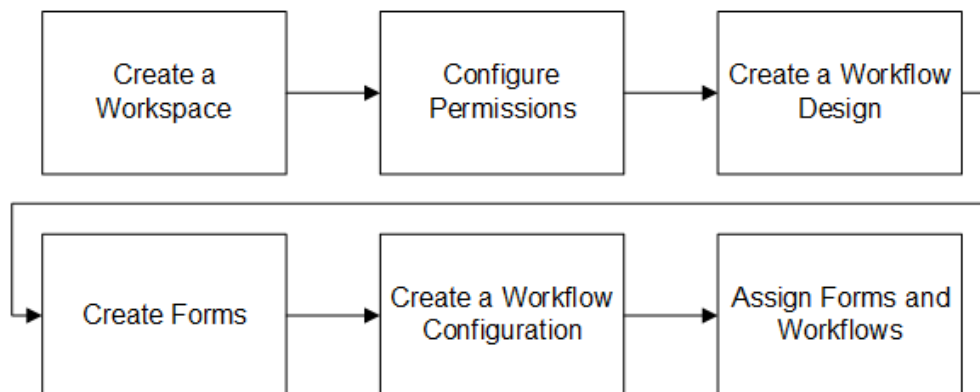 Create a
Workspace
Configure
Permissions
Create a Workflow
Design
Create Forms
Create a Workflow
Configuration
Assign Forms and
Workflows